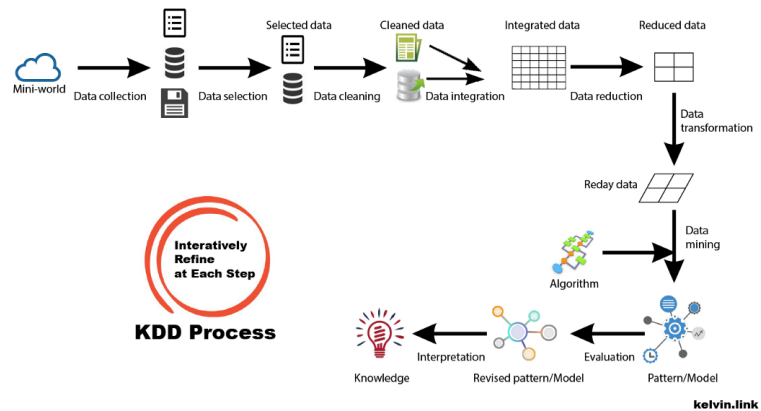 Selected data
Cleaned data
Integrated data
Reduced data
Mini-world
Data collection
Data selection
Data cleaning
Data integration
Data reduction
Data
transformation
Reday data
Data
mining
Algorithm
Interatively
Refine
at Each Step
KDD Process
Interpretation
Evaluation
Knowledge
Revised pattern/Model
Pattern/Model
kelvin.link